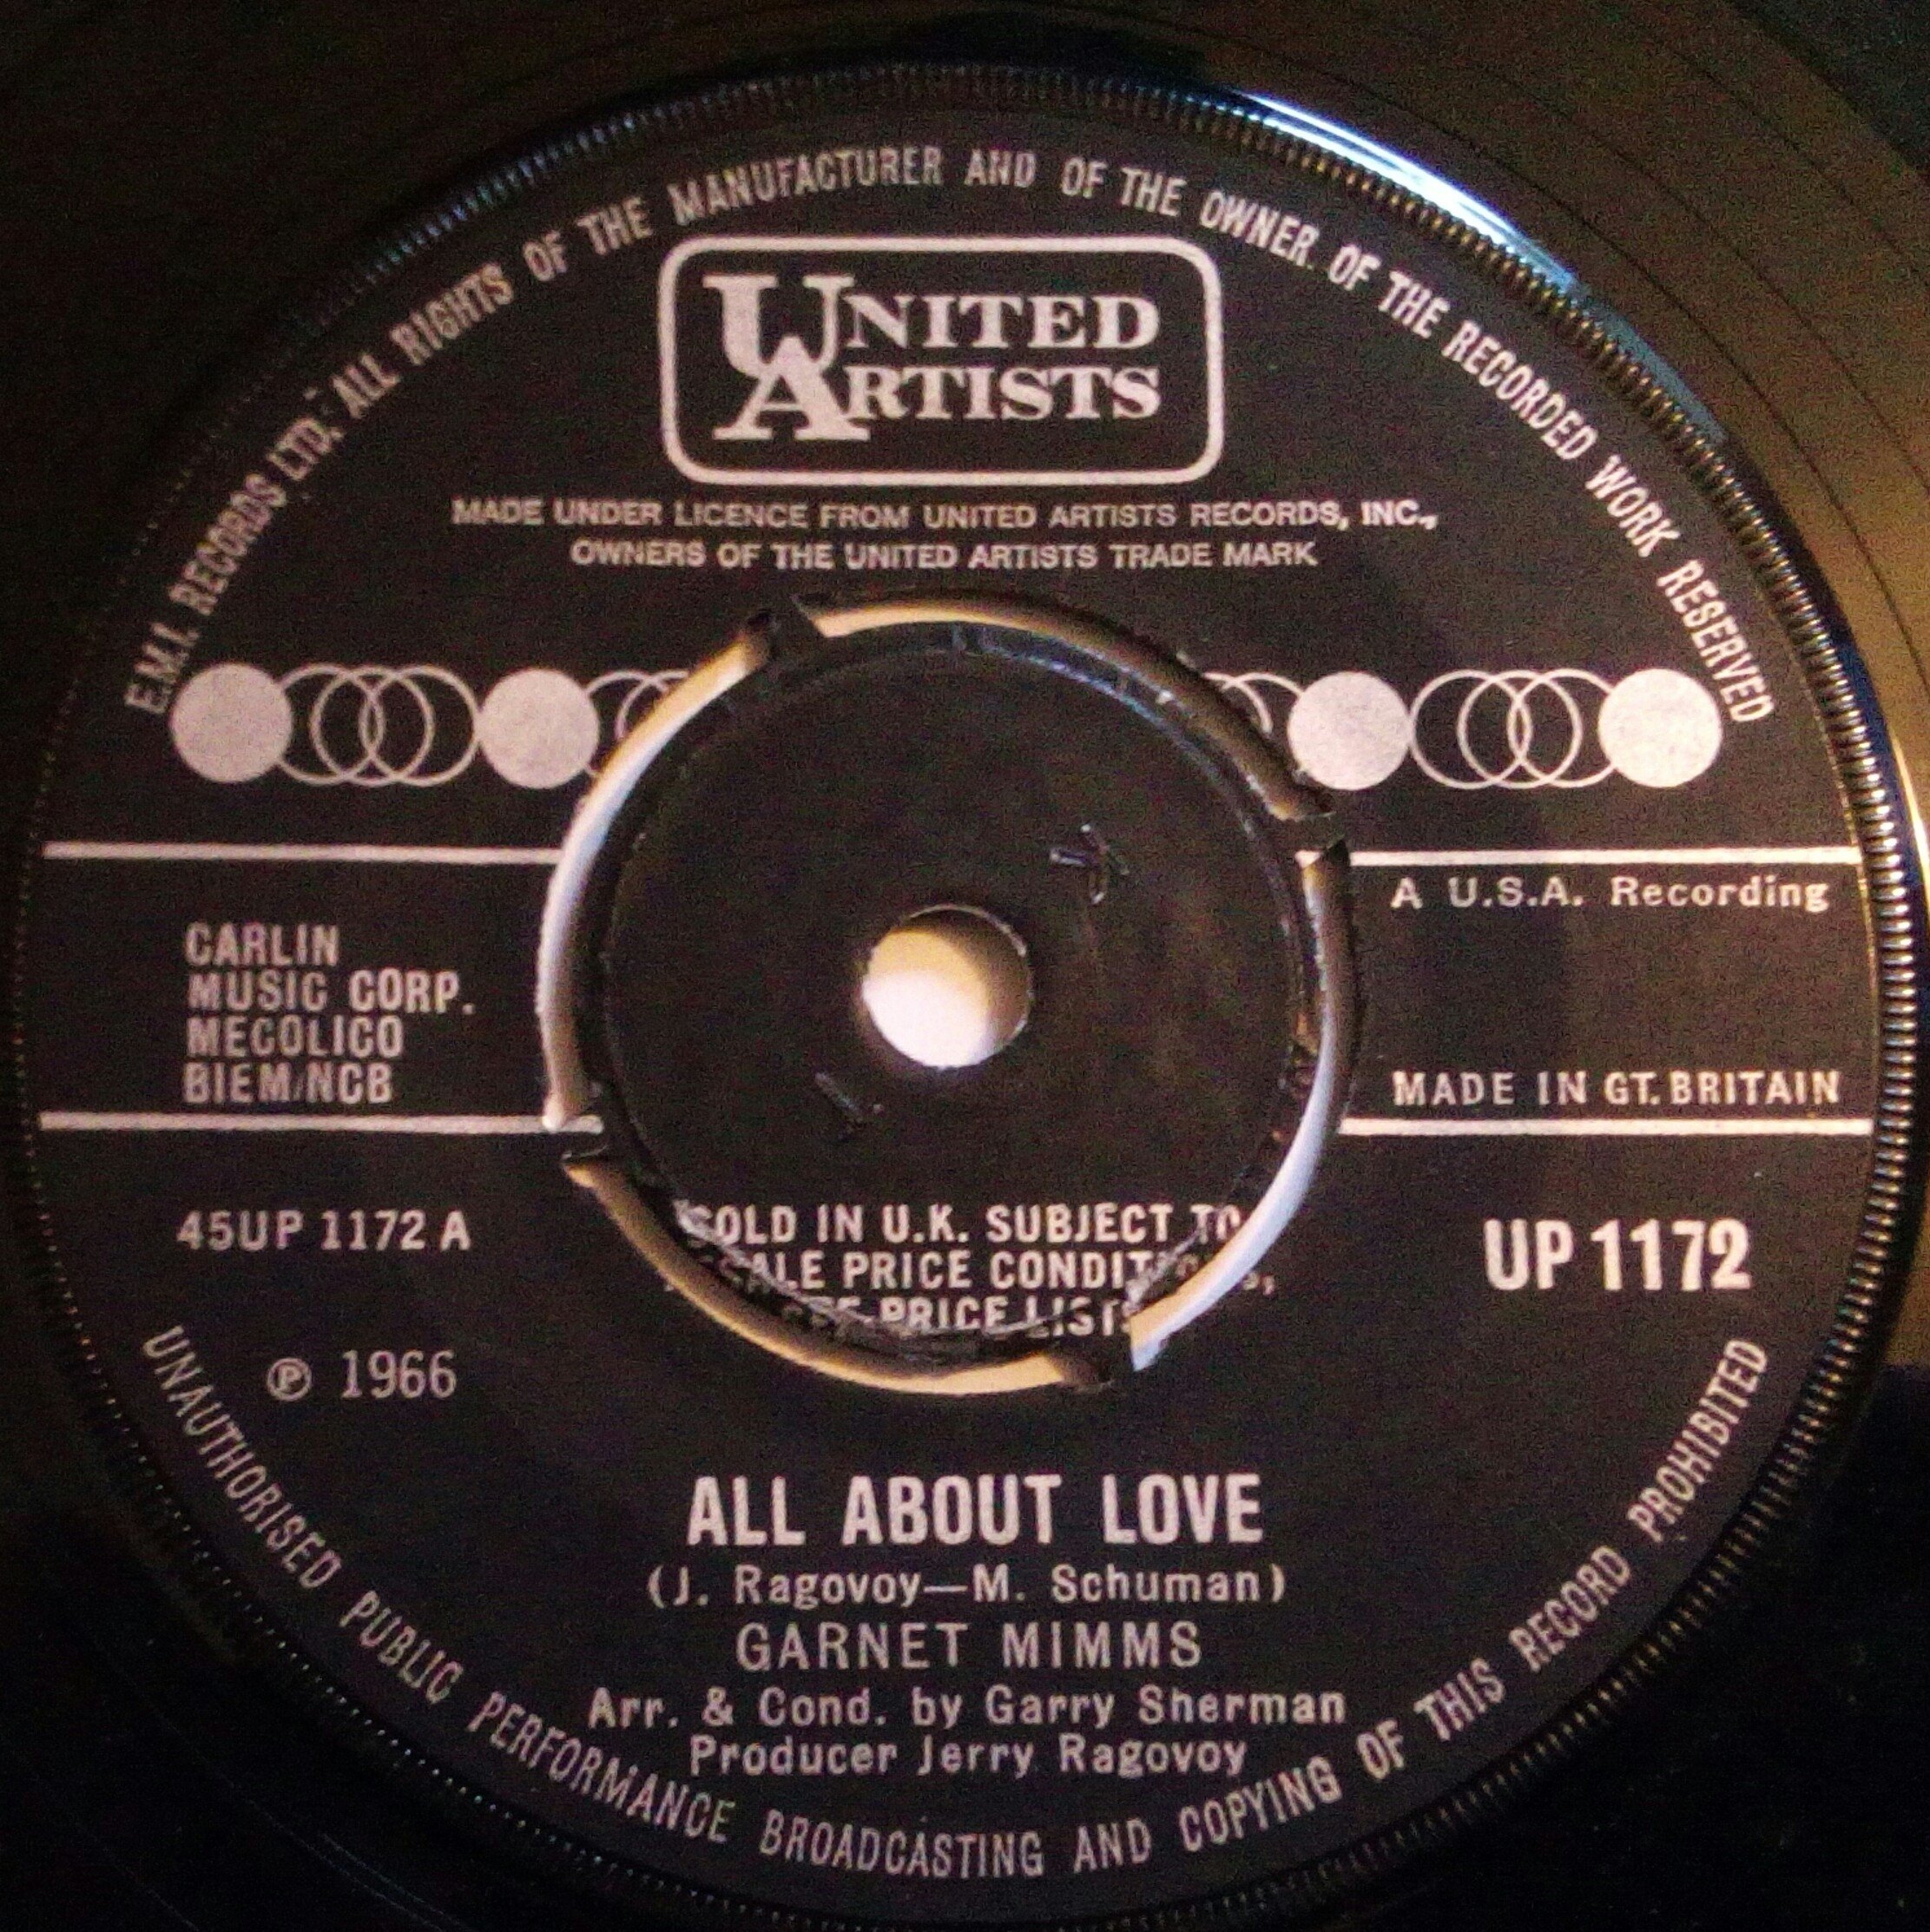 E.M.I. RECORDS LTD. ALL RIGHTS OF THE MANUFACTURER AND OF THE OWNER OF THE RECORDED WORK RESERVED
UNITED
ARTISTS
MADE UNDER LICENCE FROM UNITED ARTISTS RECORDS, INC.,
OWNERS OF THE UNITED ARTISTS TRADE MARK
A U.S.A. Recording
CARLIN
MUSIC CORP.
MECOLICO
BIEM/NCB
MADE IN GT. BRITAIN
45UP 1172 A
SOLD IN U.K. SUBJECT TO
PRICE
PRICE LISTS
UP 1172
℗ 1966
ALL ABOUT LOVE
(J. Ragovoy—M. Schuman)
GARNET MIMMS
Arr. & Cond. by Garry Sherman
Producer Jerry Ragovoy
UNAUTHORISED PUBLIC PERFORMANCE BROADCASTING AND COPYING OF THIS RECORD PROHIBITED